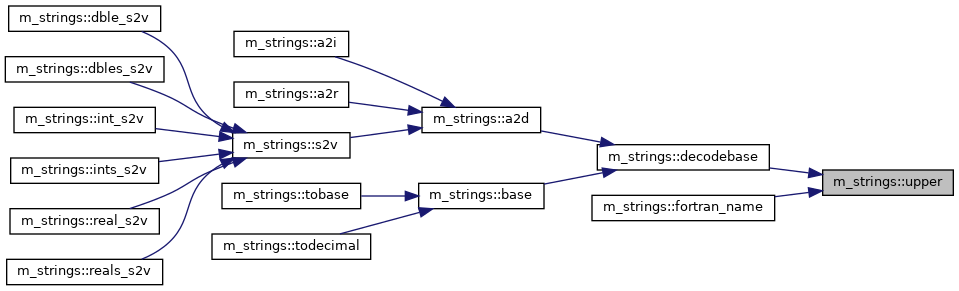 m_strings::dble_s2v
m_strings::dbles_s2v
m_strings::int_s2v
m_strings::ints_s2v
m_strings::real_s2v
m_strings::reals_s2v
m_strings::a2i
m_strings::a2r
m_strings::s2v
m_strings::tobase
m_strings::todecimal
m_strings::a2d
m_strings::base
m_strings::decodebase
m_strings::fortran_name
m_strings::upper